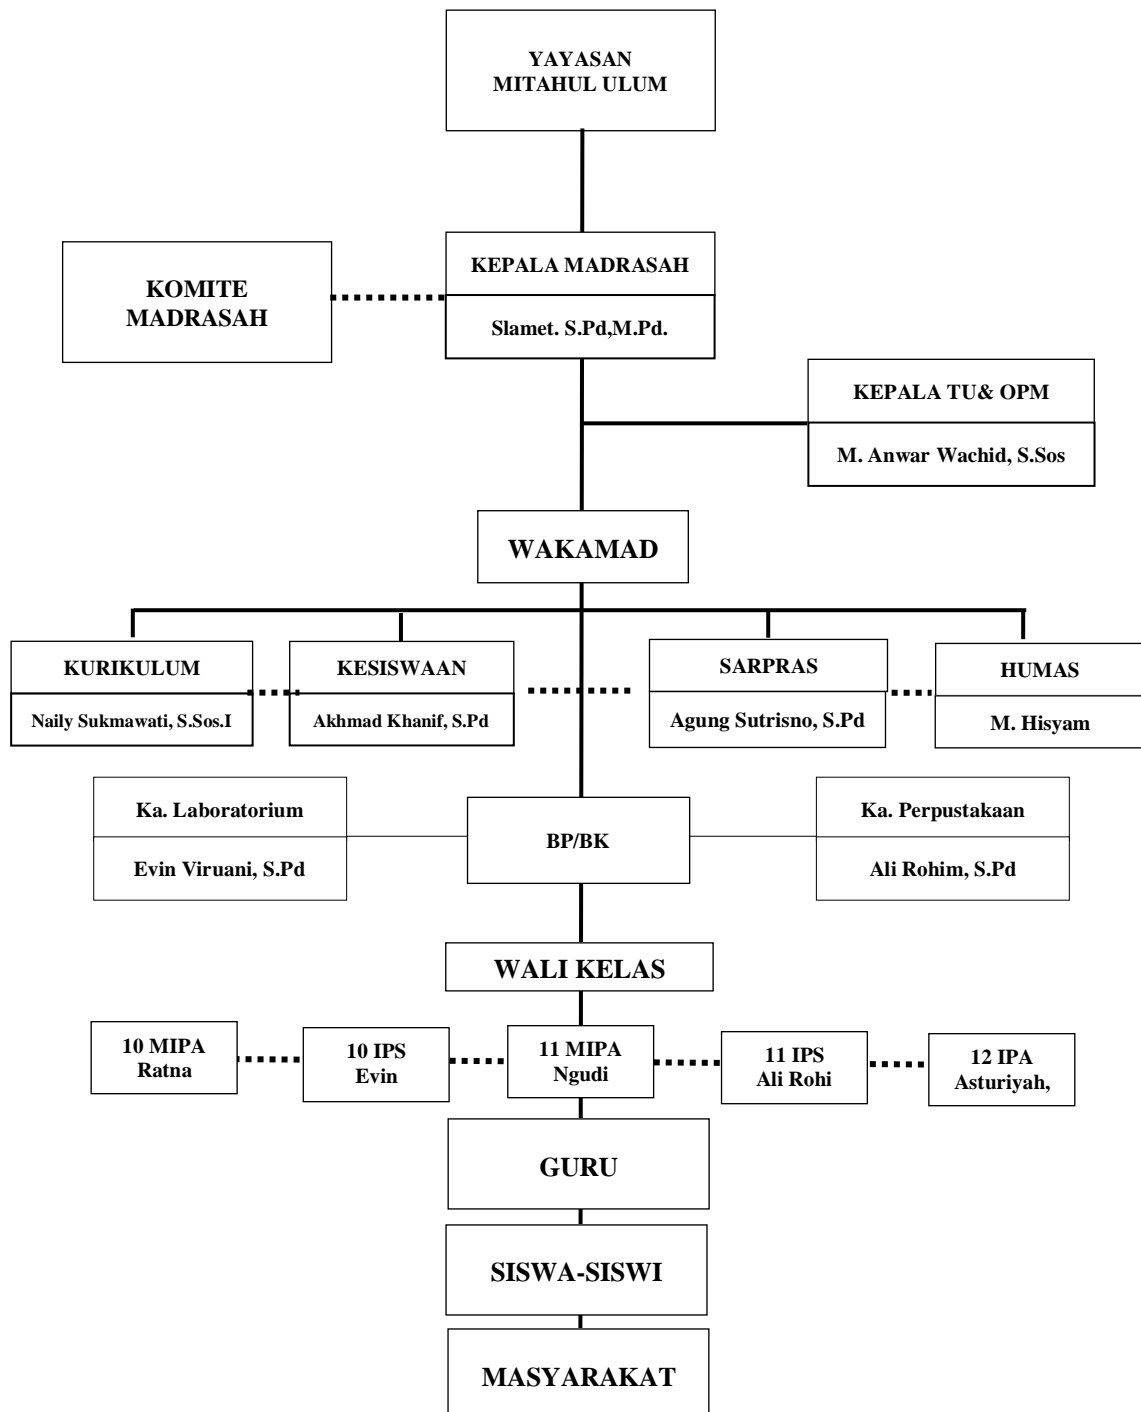 YAYASAN
MITAHUL ULUM
KEPALA MADRASAH
KOMITE
MADRASAH
Slamet. S.Pd,M.Pd.
KEPALA TU& OPM
M. Anwar Wachid, S.Sos
WAKAMAD
KURIKULUM
Naily Sukmawati, S.Sos.I
KESISWAAN
Akhmad Khanif, S.Pd
SARPRAS
Agung Sutrisno, S.Pd
HUMAS
M. Hisyam
Ka. Laboratorium
Evin Viruani, S.Pd
BP/BK
Ka. Perpustakaan
Ali Rohim, S.Pd
WALI KELAS
10 MIPA
Ratna
10 IPS
Evin
11 MIPA
Ngudi
11 IPS
Ali Rohi
12 IPA
Asturiyah,
GURU
SISWA-SISWI
MASYARAKAT